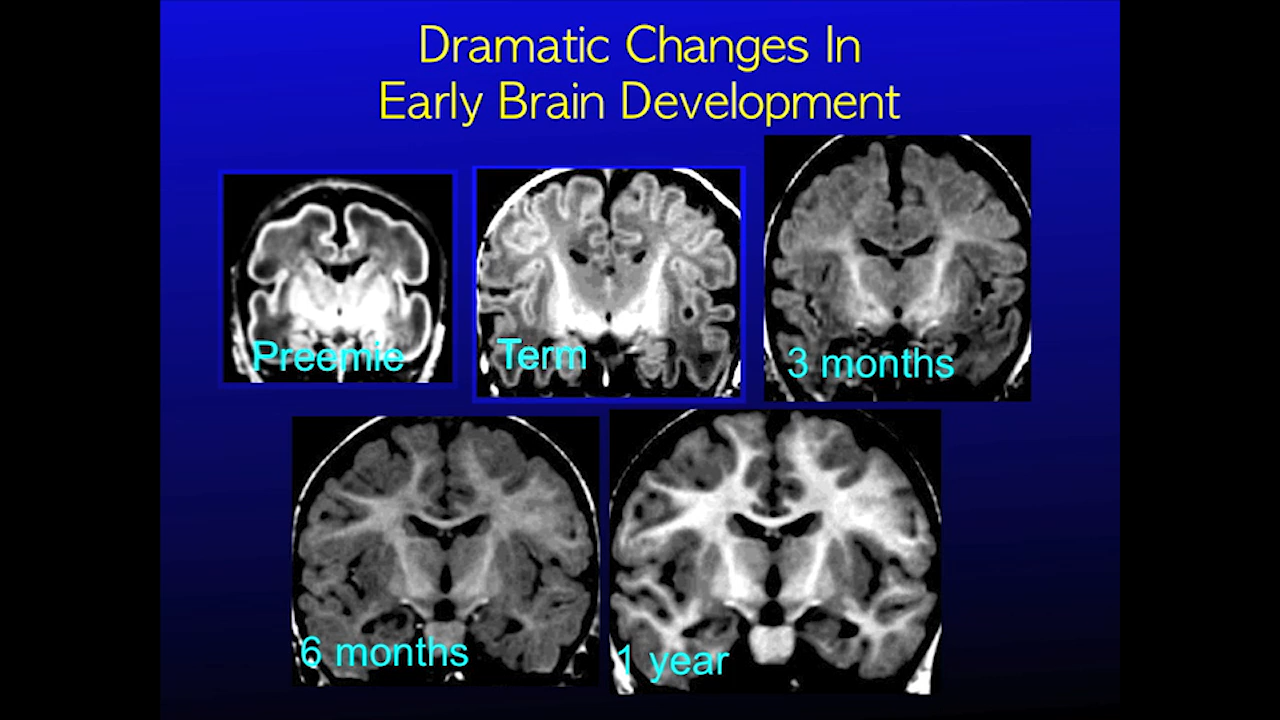 Dramatic Changes In
Early Brain Development
Preemie
Term
3 months
6 months
1 year